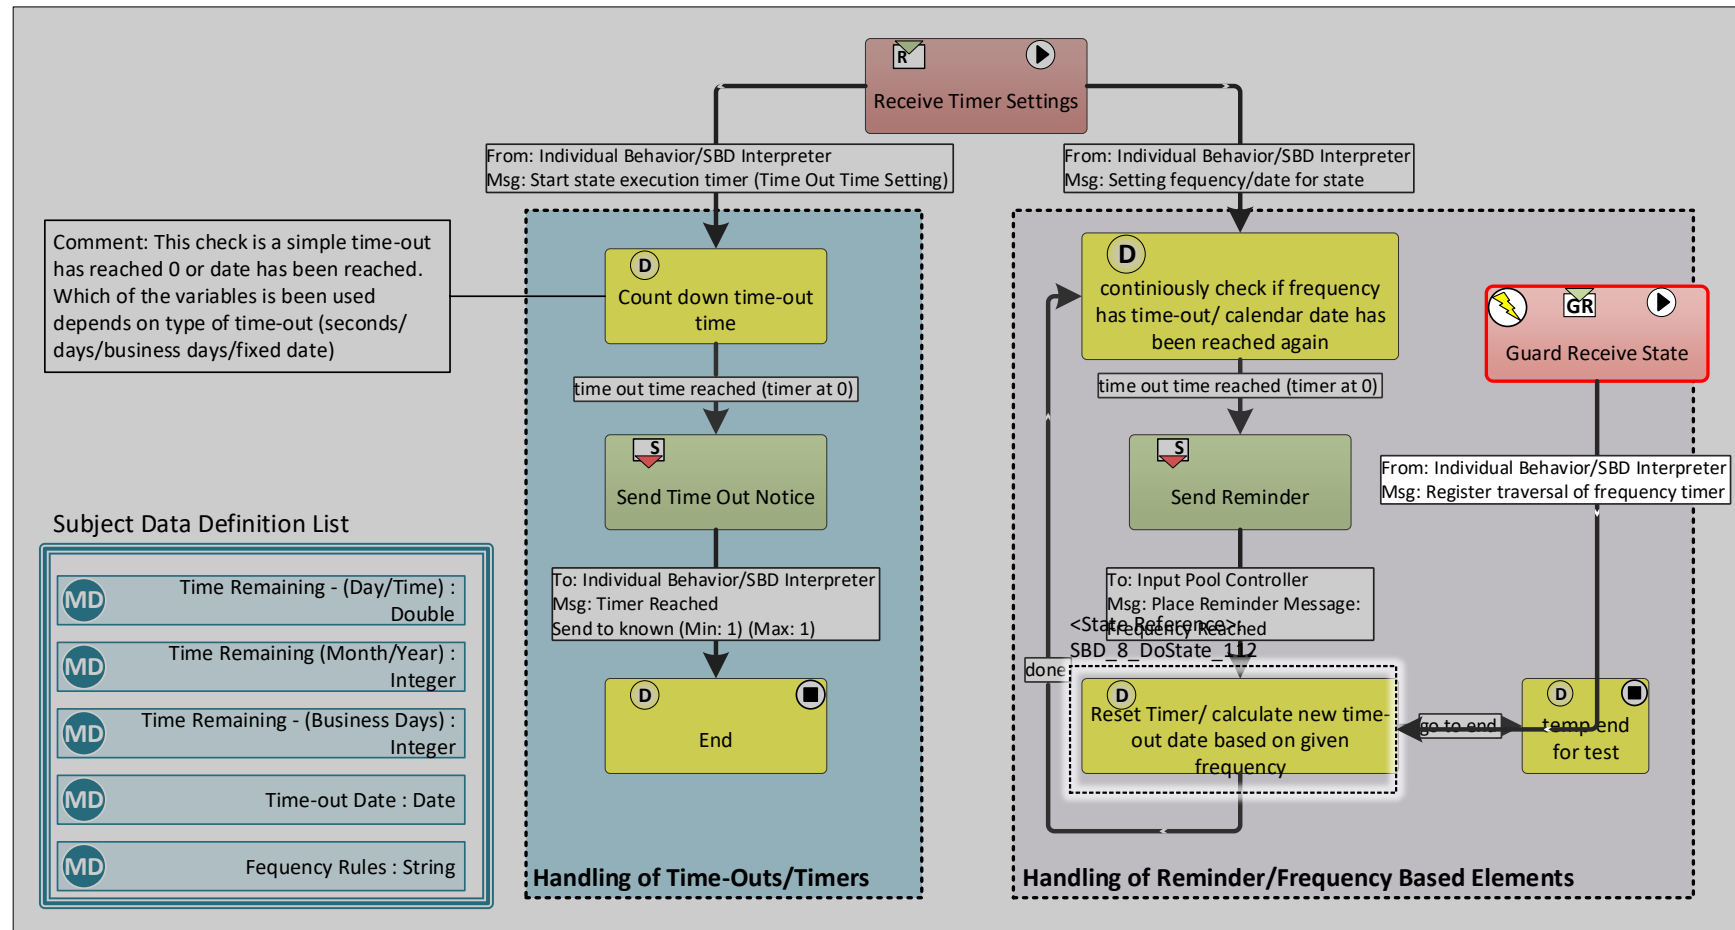 R
Receive Timer Settings
From: Individual Behavior/SBD Interpreter
Msg: Start state execution timer (Time Out Time Setting)
From: Individual Behavior/SBD Interpreter
Msg: Setting fequency/date for state
Comment: This check is a simple time-out
has reached 0 or date has been reached.
Which of the variables is been used
depends on type of time-out (seconds/
days/business days/fixed date)
D
Count down time-out
time
time out time reached (timer at 0)
S
Send Time Out Notice
To: Individual Behavior/SBD Interpreter
Msg: Timer Reached
Send to known (Min: 1) (Max: 1)
D
End
Handling of Time-Outs/Timers
D
continiously check if frequency
has time-out/ calendar date has
been reached again
time out time reached (timer at 0)
S
Send Reminder
To: Input Pool Controller
Msg: Place Reminder Message:
Frequency Reached
<State Reference>:
SBD_8_DoState_112
done
D
Reset Timer/ calculate new time-
out date based on given
frequency
go to end
D
temp end
for test
GR
Guard Receive State
From: Individual Behavior/SBD Interpreter
Msg: Register traversal of frequency timer
Handling of Reminder/Frequency Based Elements
Subject Data Definition List
MD
Time Remaining - (Day/Time) :
Double
MD
Time Remaining (Month/Year) :
Integer
MD
Time Remaining - (Business Days) :
Integer
MD
Time-out Date : Date
MD
Fequency Rules : String